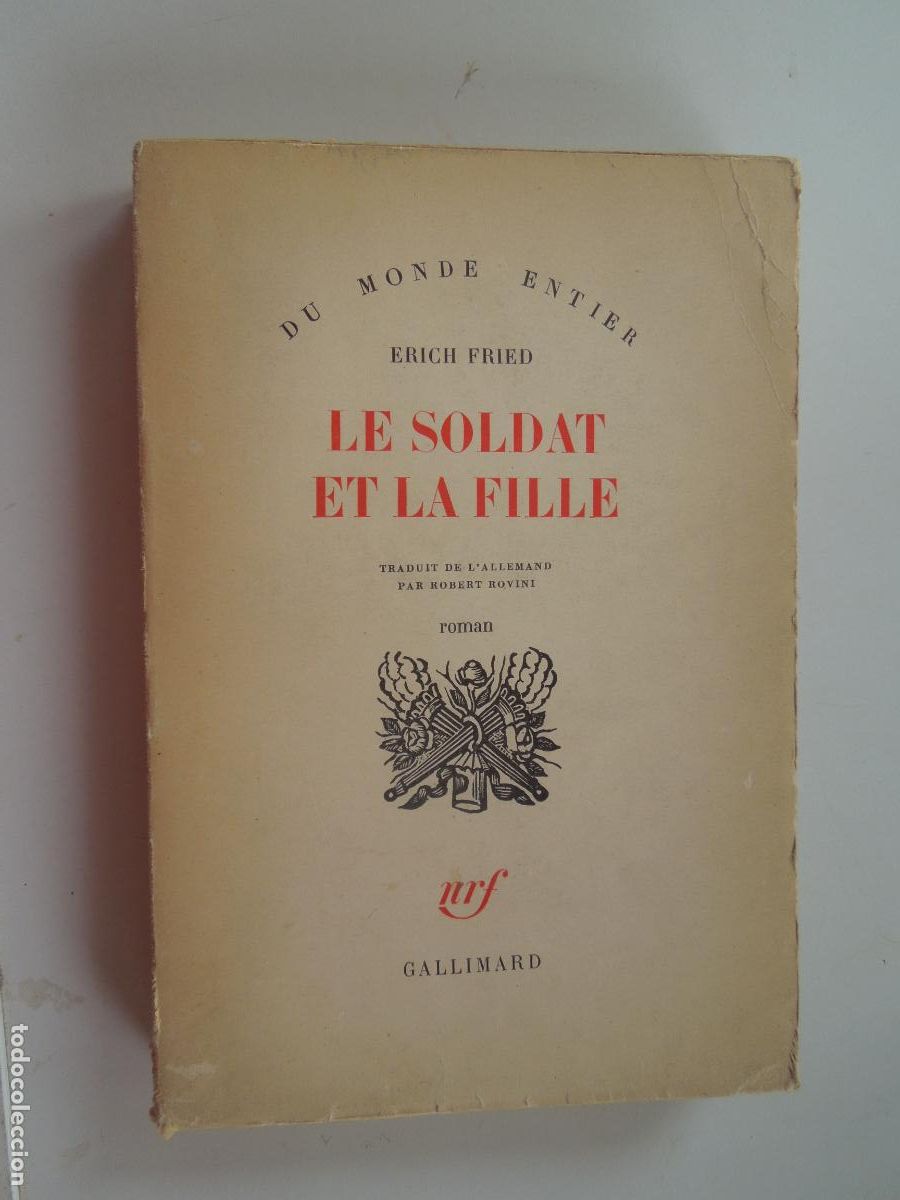 DU MONDE ENTIER
ERICH FRIED
LE SOLDAT
ET LA FILLE
TRADUIT DE L'ALLEMAND
PAR ROBERT ROVINI
roman
nrf
GALLIMARD
todocoleccion